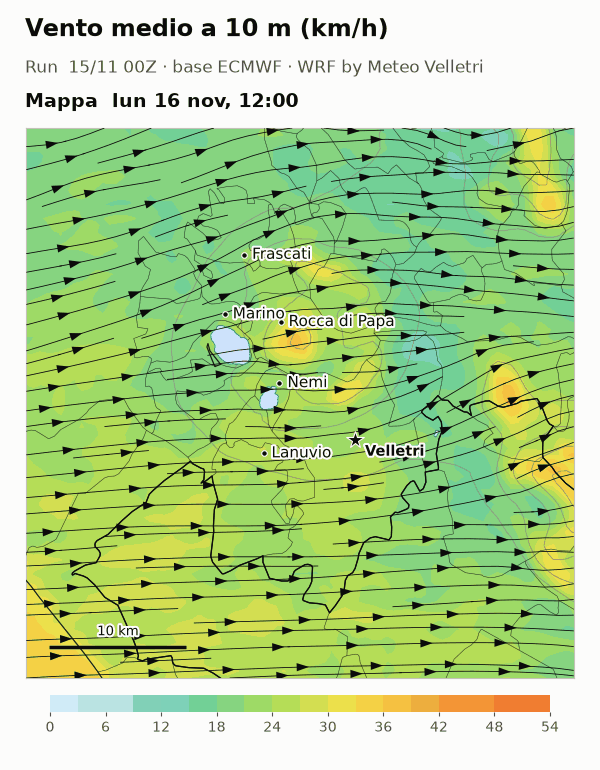 Vento medio a 10 m (km/h)
Run 15/11 00Z · base ECMWF · WRF by Meteo Velletri
Mappa lun 16 nov, 12:00
Frascati
Marino
Rocca di Papa
Nemi
Velletri
Lanuvio
10 km
0 6 12 18 24 30 36 42 48 54